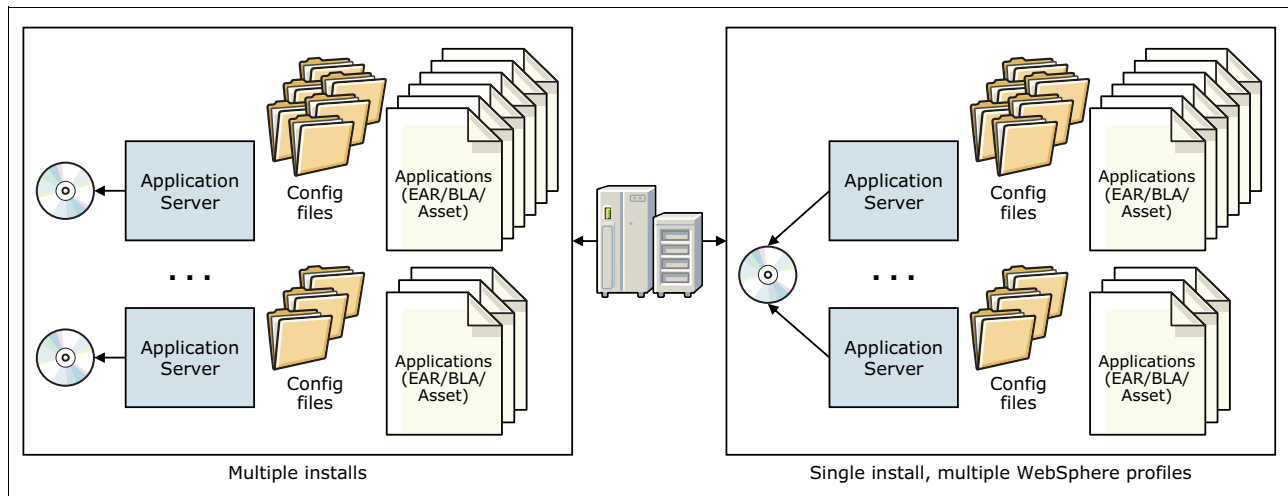 Application
Server
Config
files
Applications
(EAR/BLA/
Asset)
. . .
Application
Server
Config
files
Applications
(EAR/BLA/
Asset)
Multiple installs
Application
Server
Config
files
Applications
(EAR/BLA/
Asset)
. . .
Application
Server
Config
files
Applications
(EAR/BLA/
Asset)
Single install, multiple WebSphere profiles